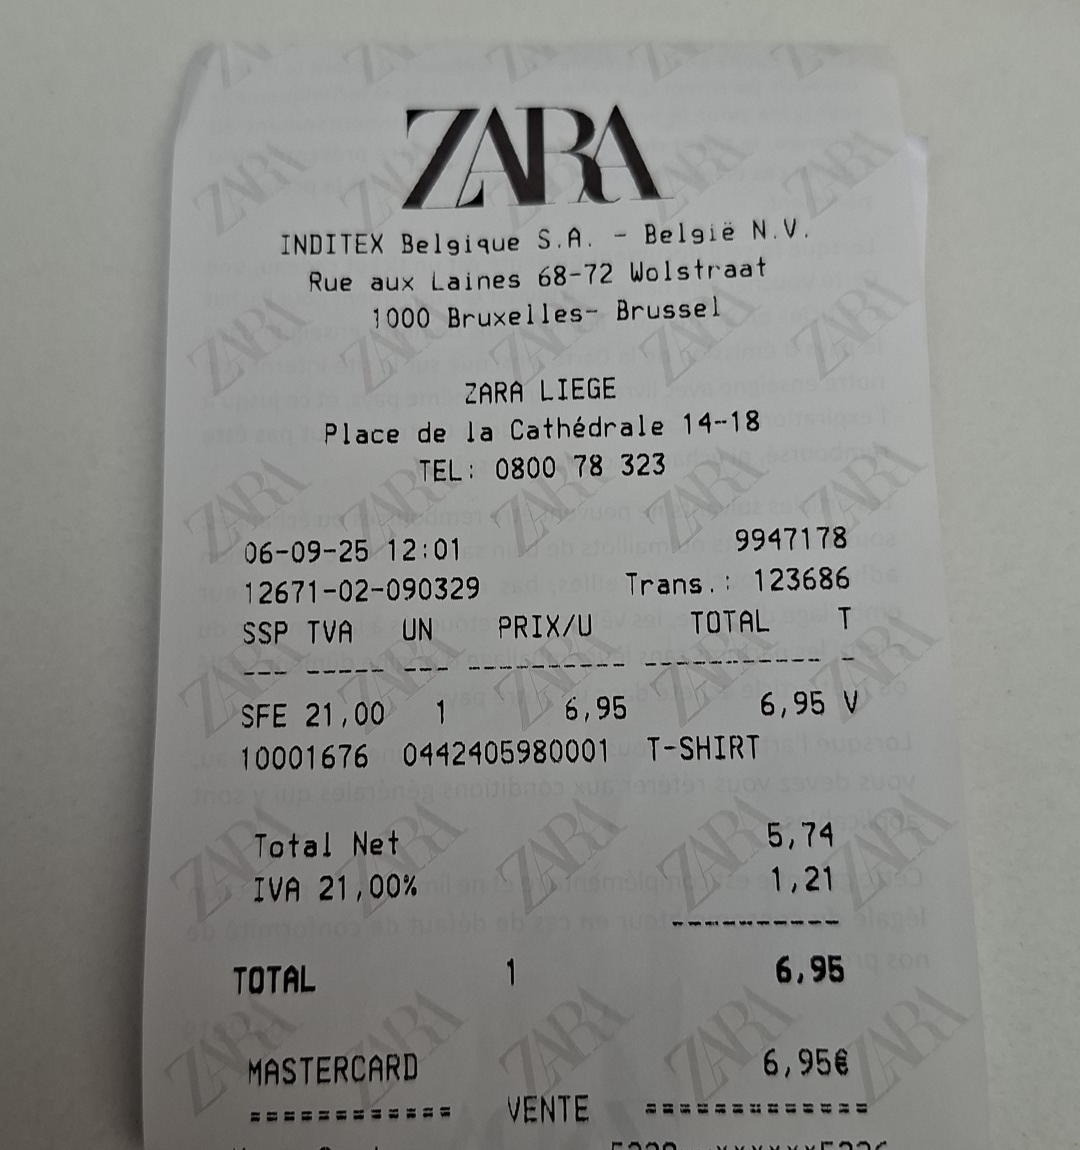 ZARA
INDITEX Belgique S.A. - België N.V.
Rue aux Laines 68-72 Wolstraat
1000 Bruxelles- Brussel
ZARA LIEGE
Place de la Cathédrale 14-18
TEL: 0800 78 323
06-09-25 12:01 9947178
12671-02-090329 Trans.: 123686
SSP TVA UN PRIX/U TOTAL T
--- ----- --- ---------- ----------- -
SFE 21,00 1 6,95 6,95 V
10001676 0442405980001 T-SHIRT
Total Net 5,74
IVA 21,00% 1,21
-----------
TOTAL 1 6,95
MASTERCARD 6,95€
============ VENTE =============